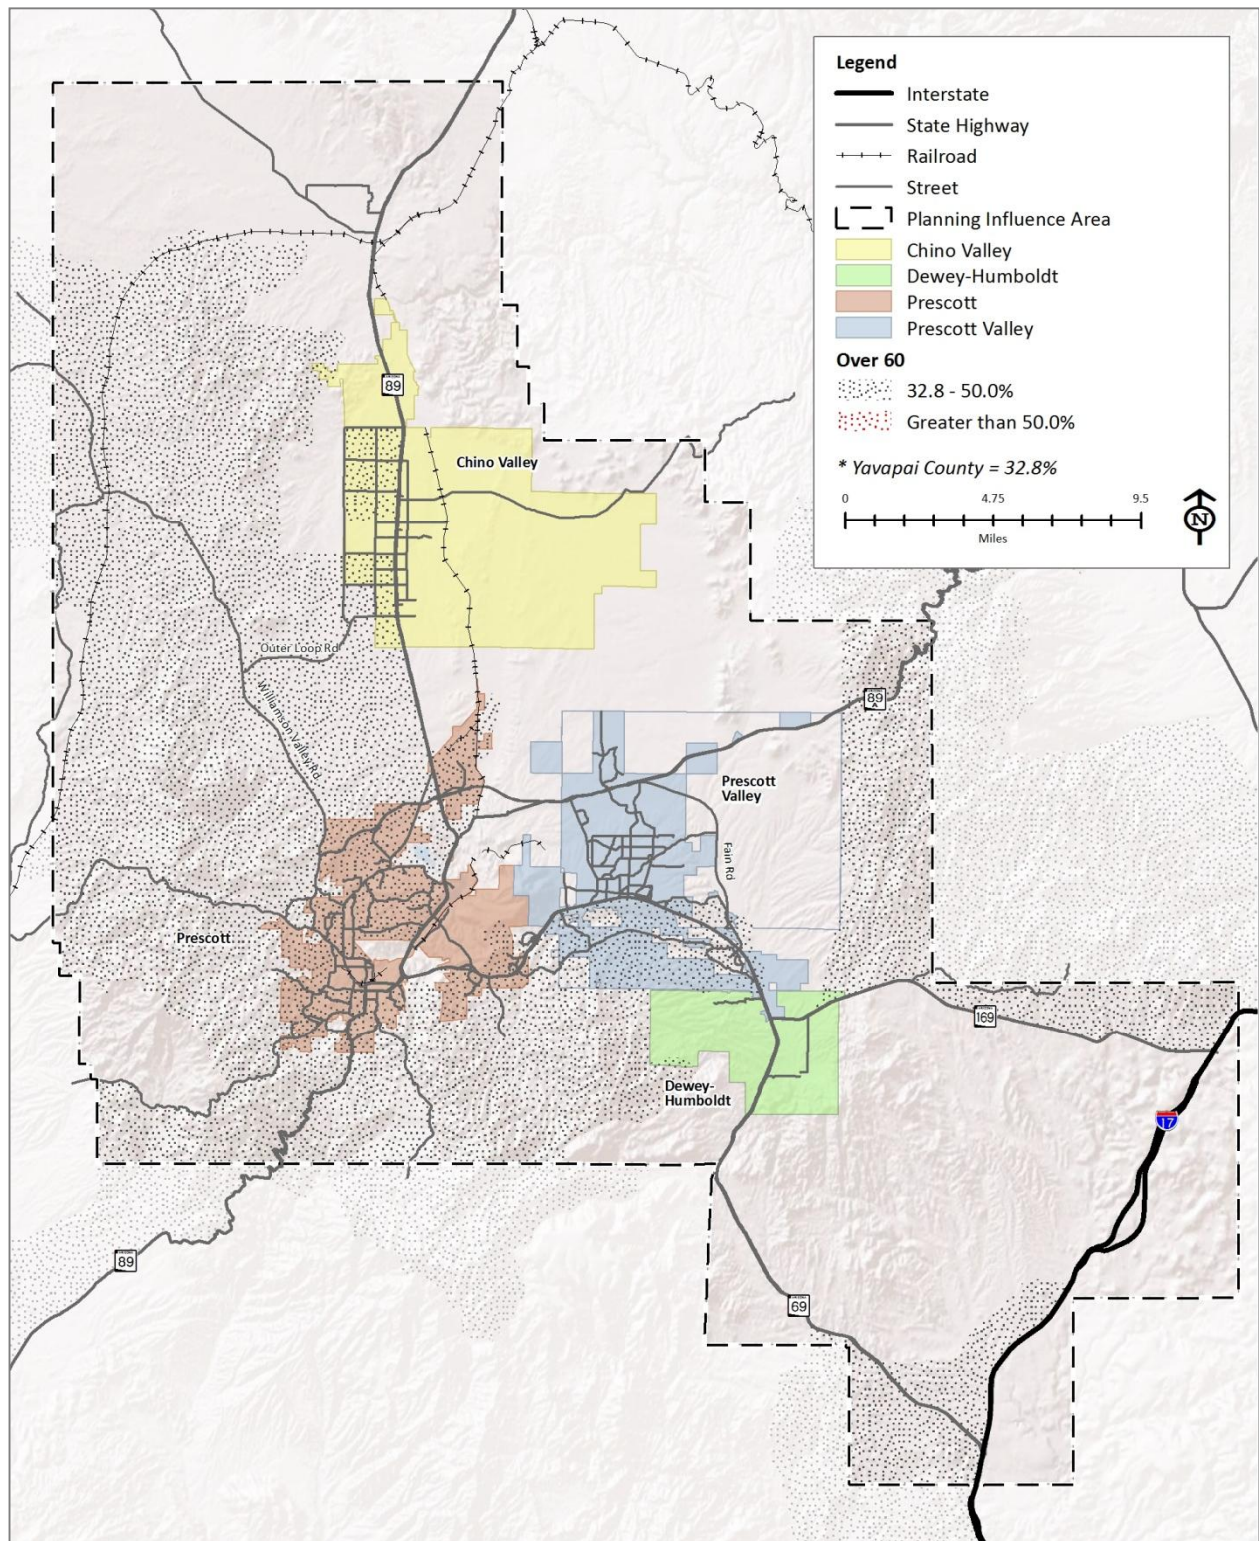 Legend
Interstate
State Highway
Railroad
Street
Planning Influence Area
Chino Valley
Dewey-Humboldt
Prescott
Prescott Valley
Over 60
32.8 - 50.0%
Greater than 50.0%
* Yavapai County = 32.8%
0 4.75 9.5
Miles
N
89
Chino Valley
Outer Loop Rd
Williamson Valley Rd
89
A
Prescott
Valley
Fain Rd
Prescott
169
Dewey-
Humboldt
17
89
69